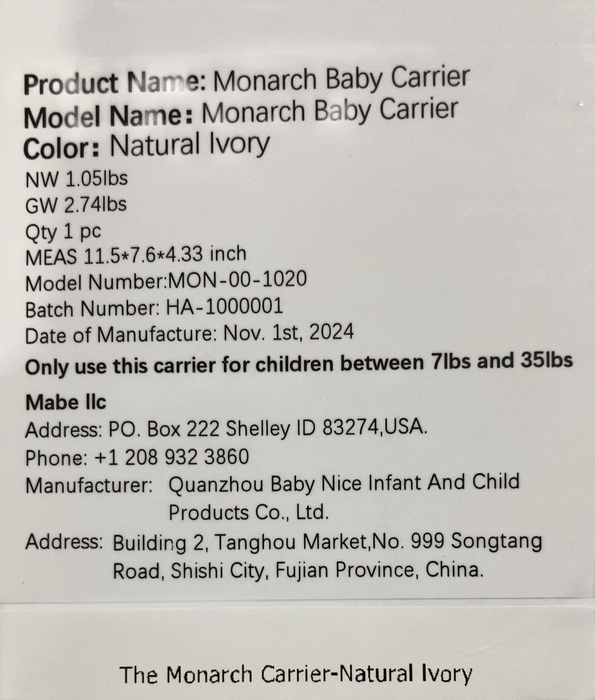 Product Name: Monarch Baby Carrier
Model Name: Monarch Baby Carrier
Color: Natural Ivory
NW 1.05lbs
GW 2.74lbs
Qty 1 pc
MEAS 11.5*7.6*4.33 inch
Model Number:MON-00-1020
Batch Number: HA-1000001
Date of Manufacture: Nov. 1st, 2024
Only use this carrier for children between 7lbs and 35lbs
Mabe llc
Address: PO. Box 222 Shelley ID 83274,USA.
Phone: +1 208 932 3860
Manufacturer: Quanzhou Baby Nice Infant And Child
Products Co., Ltd.
Address: Building 2, Tanghou Market,No. 999 Songtang
Road, Shishi City, Fujian Province, China.
The Monarch Carrier-Natural Ivory